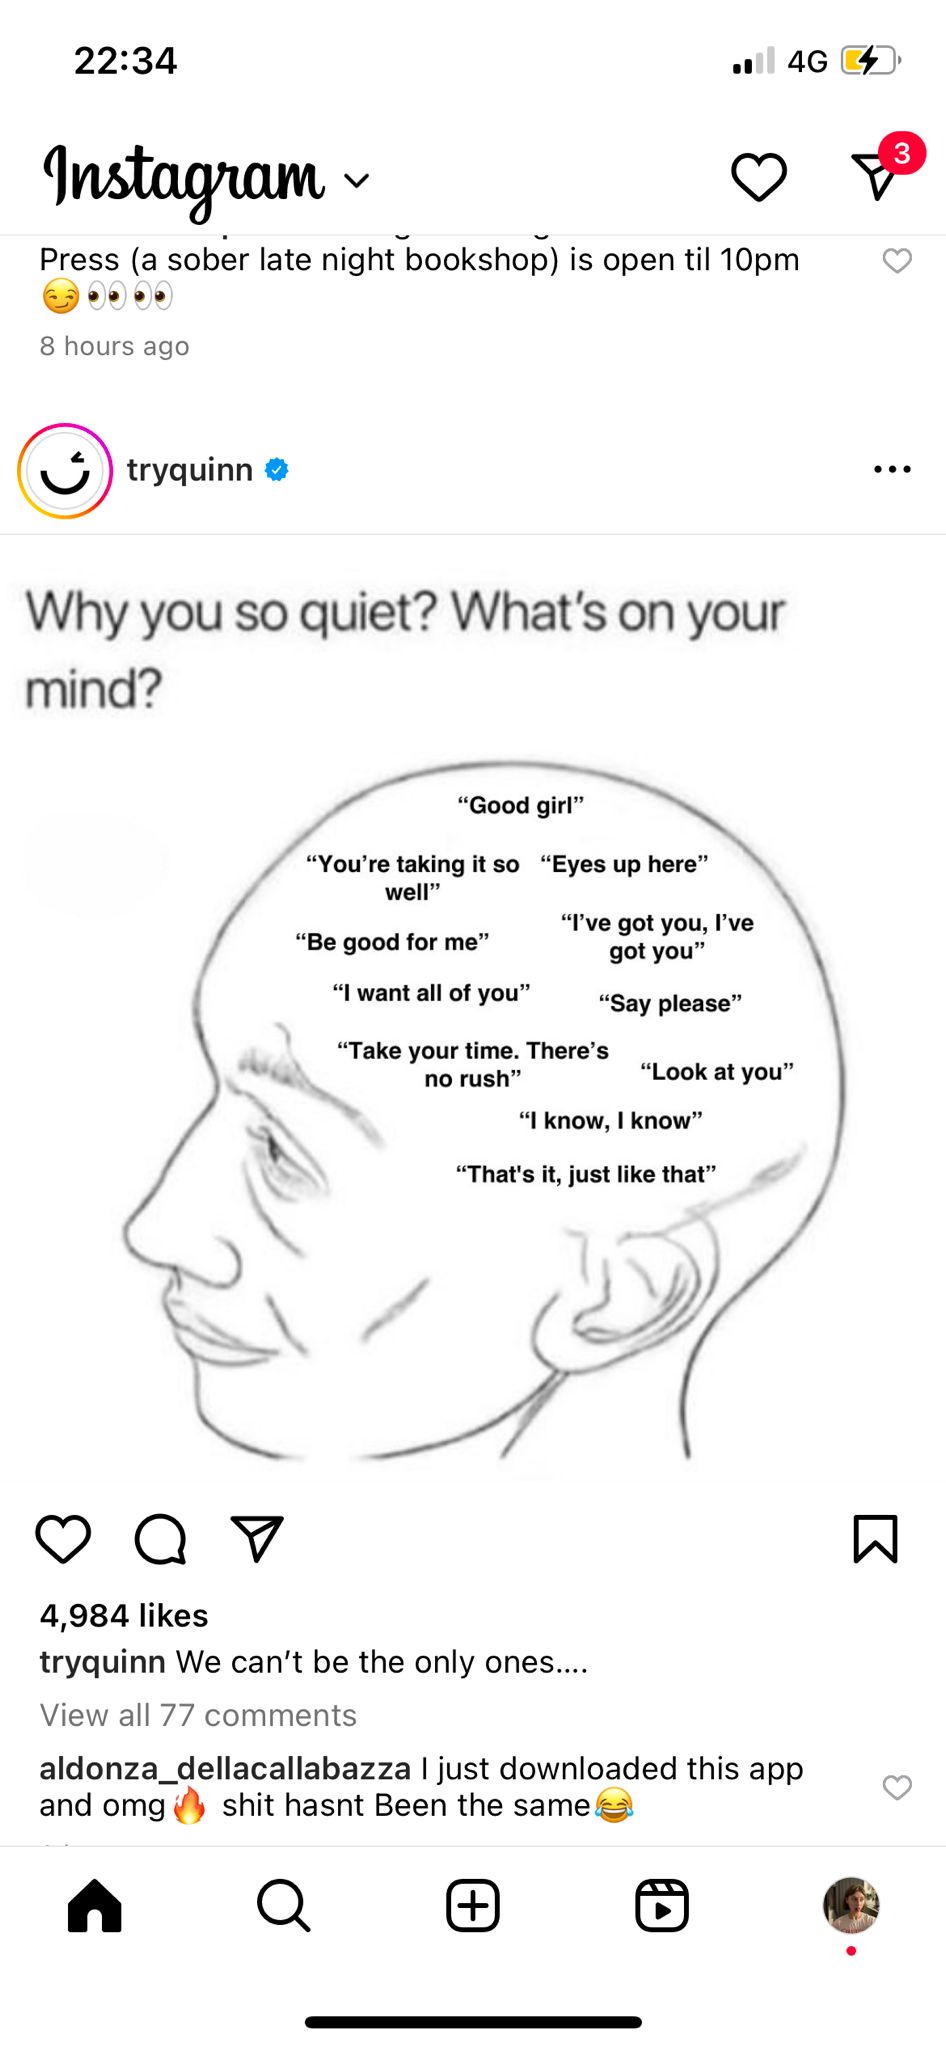 22:34
4G
Instagram
3
Press (a sober late night bookshop) is open til 10pm
😏👀👀
8 hours ago
tryquinn
Why you so quiet? What's on your
mind?
“Good girl”
“You’re taking it so
well”
“Eyes up here”
“Be good for me”
“I’ve got you, I’ve
got you”
“I want all of you”
“Say please”
“Take your time. There’s
no rush”
“Look at you”
“I know, I know”
“That's it, just like that”
4,984 likes
tryquinn We can’t be the only ones....
View all 77 comments
aldonza_dellacallabazza I just downloaded this app
and omg🔥 shit hasnt Been the same😂